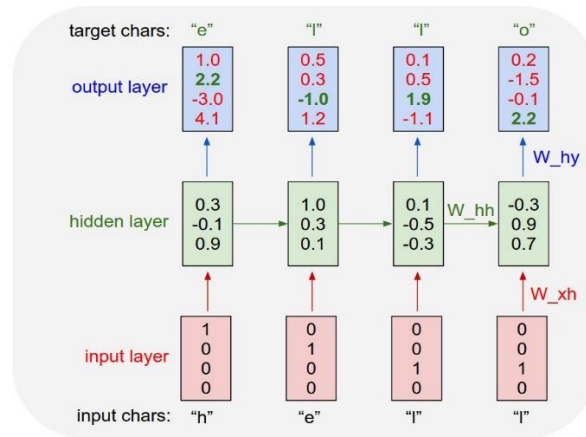 target chars: “e” “l” “l” “o”
1.0 0.5 0.1 0.2
2.2 0.3 0.5 -1.5
output layer
-3.0 -1.0 1.9 -0.1
4.1 1.2 -1.1 2.2
W_hy
0.3 1.0 0.1 -0.3
hidden layer -0.1 0.3 -0.5 W_hh 0.9
0.9 0.1 -0.3 0.7
W_xh
1 0 0 0
0 1 0 0
input layer
0 0 1 1
0 0 0 0
input chars: “h” “e” “l” “l”